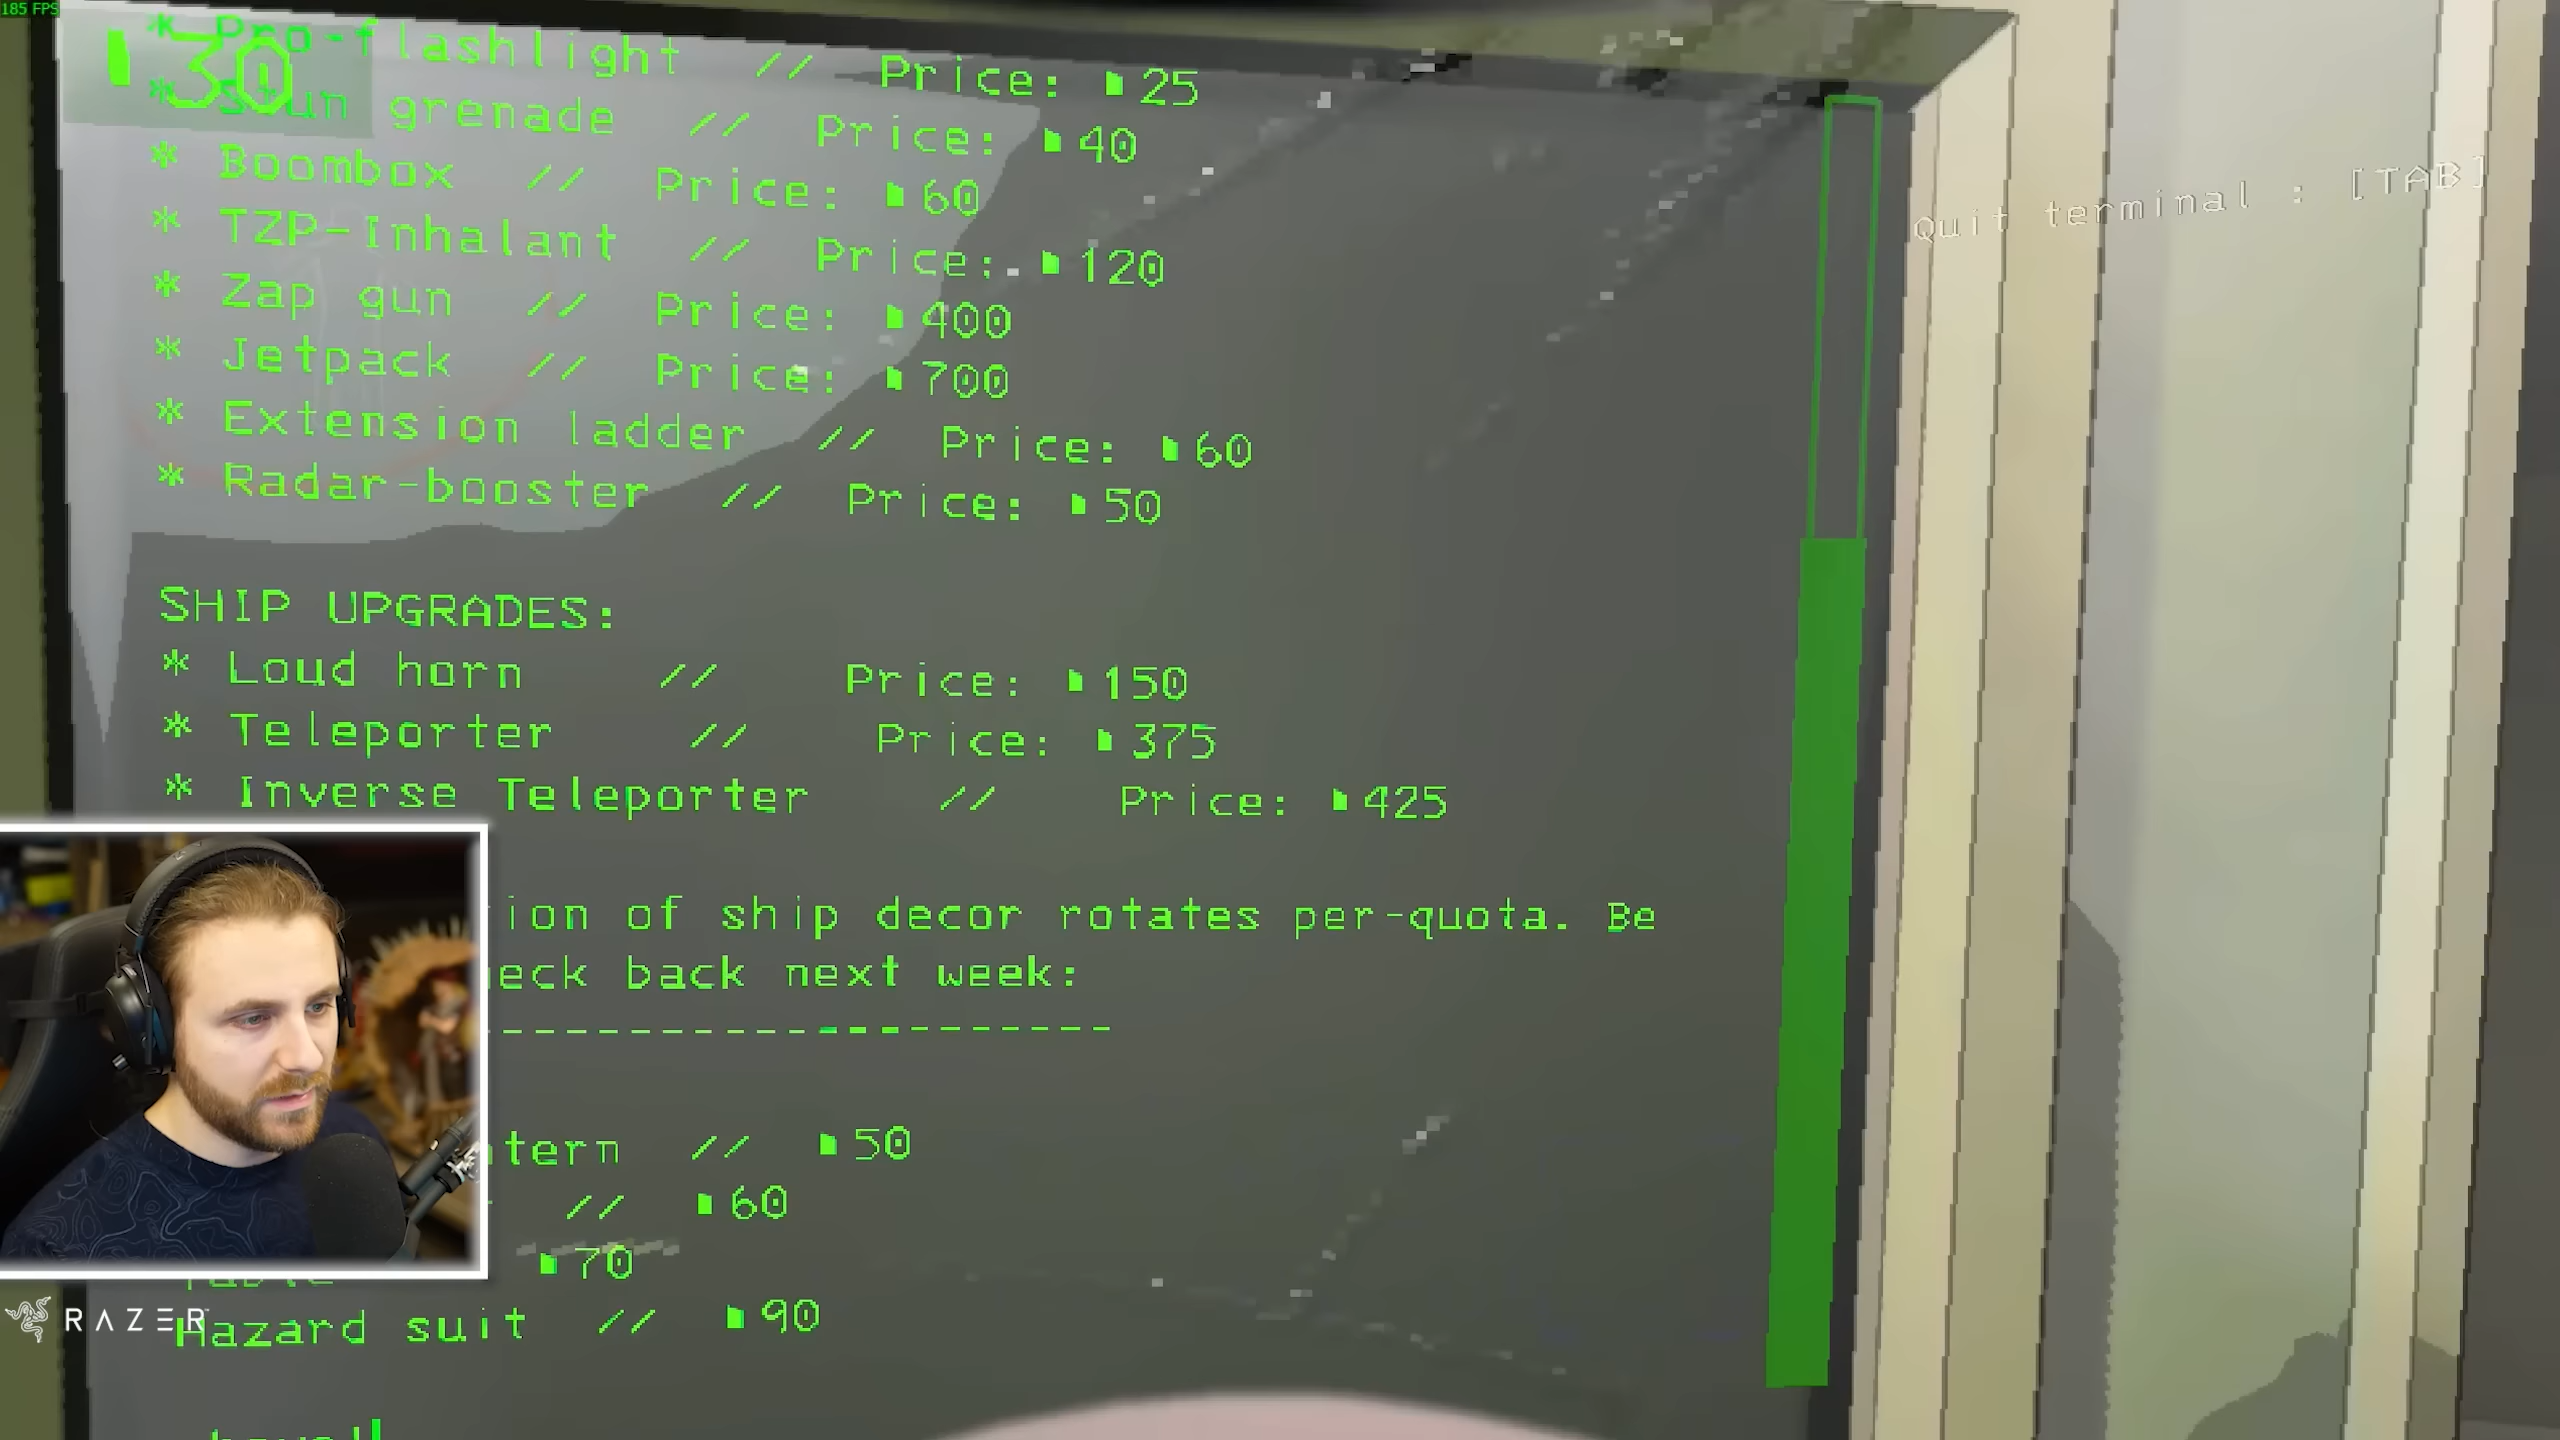 185 FPS
30
* Pro-flashlight // Price: 25
* Stun grenade // Price: 40
* Boombox // Price: 60
* TZP-Inhalant // Price: 120
* Zap gun // Price: 400
* Jetpack // Price: 700
* Extension ladder // Price: 60
* Radar-booster // Price: 50
Quit terminal : [TAB]
SHIP UPGRADES:
* Loud horn // Price: 150
* Teleporter // Price: 375
* Inverse Teleporter // Price: 425
ion of ship decor rotates per-quota. Be
eck back next week:
------------------------
tern // 50
// 60
70
Hazard suit // 90
RAZER